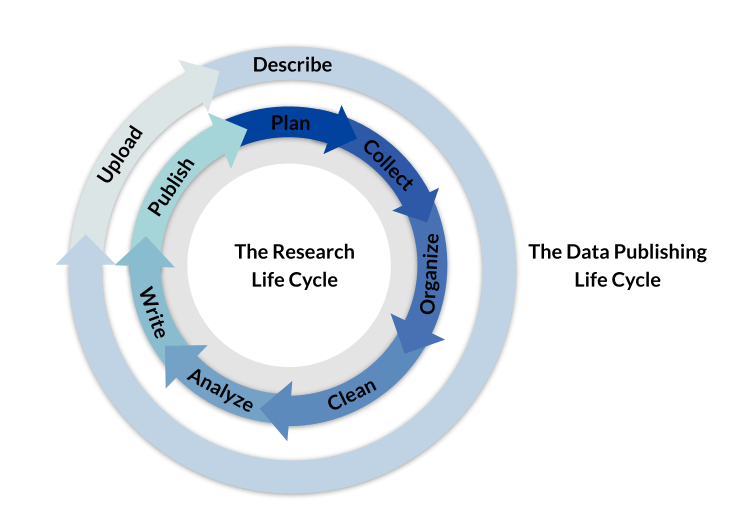 Describe
Upload
Plan
Collect
Organize
Clean
Analyze
Write
Publish
The Research
Life Cycle
The Data Publishing
Life Cycle